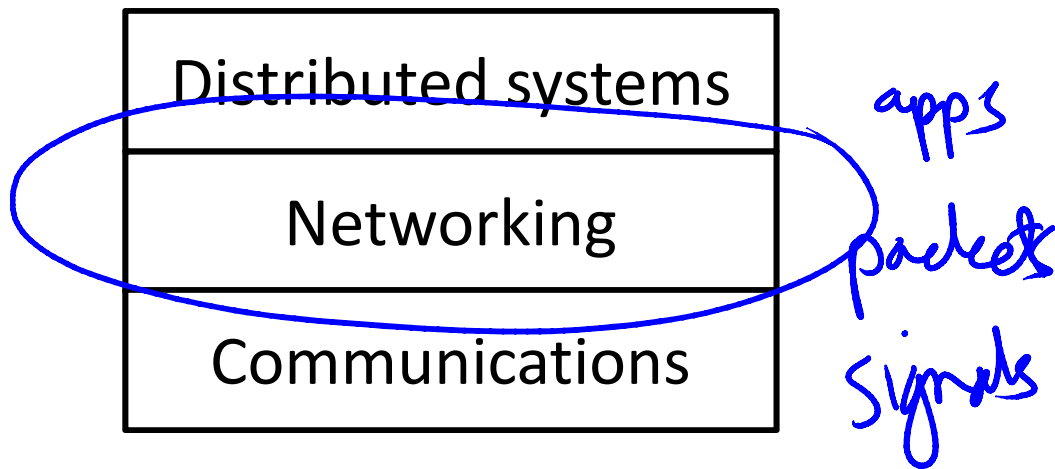 Distributed systems
apps
Networking
packets
Communications
signals